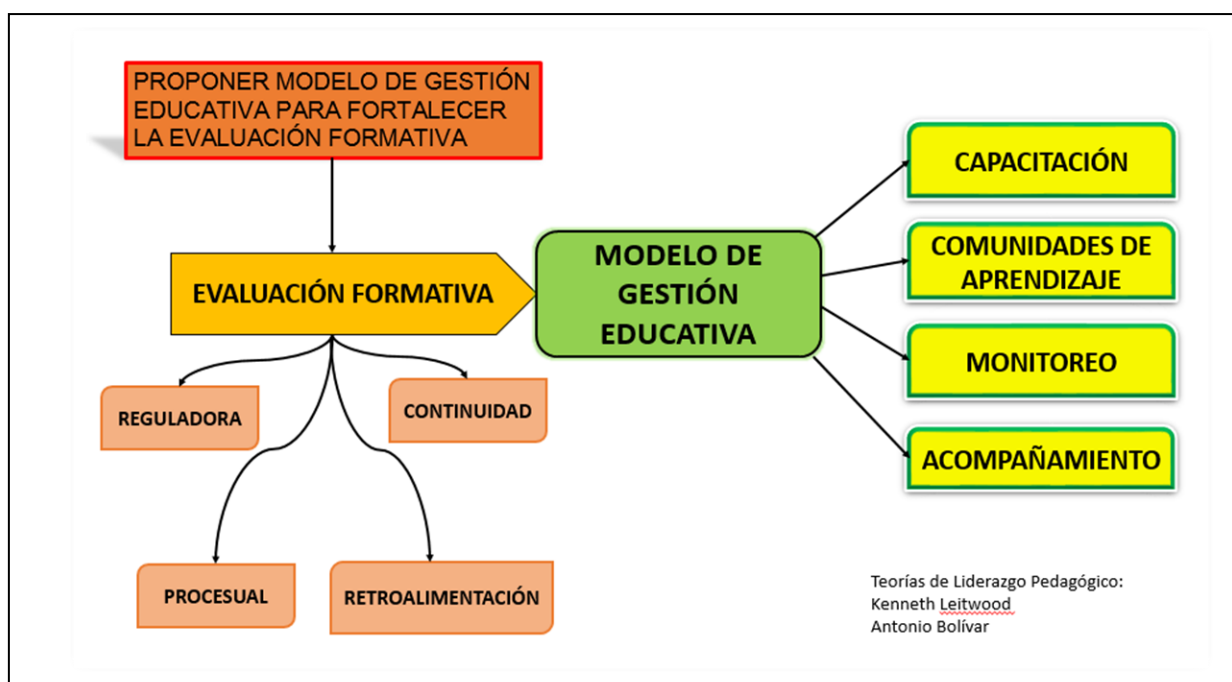 PROPONER MODELO DE GESTIÓN
EDUCATIVA PARA FORTALECER
LA EVALUACIÓN FORMATIVA
EVALUACIÓN FORMATIVA
REGULADORA
CONTINUIDAD
PROCESUAL
RETROALIMENTACIÓN
MODELO DE
GESTIÓN
EDUCATIVA
CAPACITACIÓN
COMUNIDADES DE
APRENDIZAJE
MONITOREO
ACOMPAÑAMIENTO
Teorías de Liderazgo Pedagógico:
Kenneth Leitwood
Antonio Bolívar